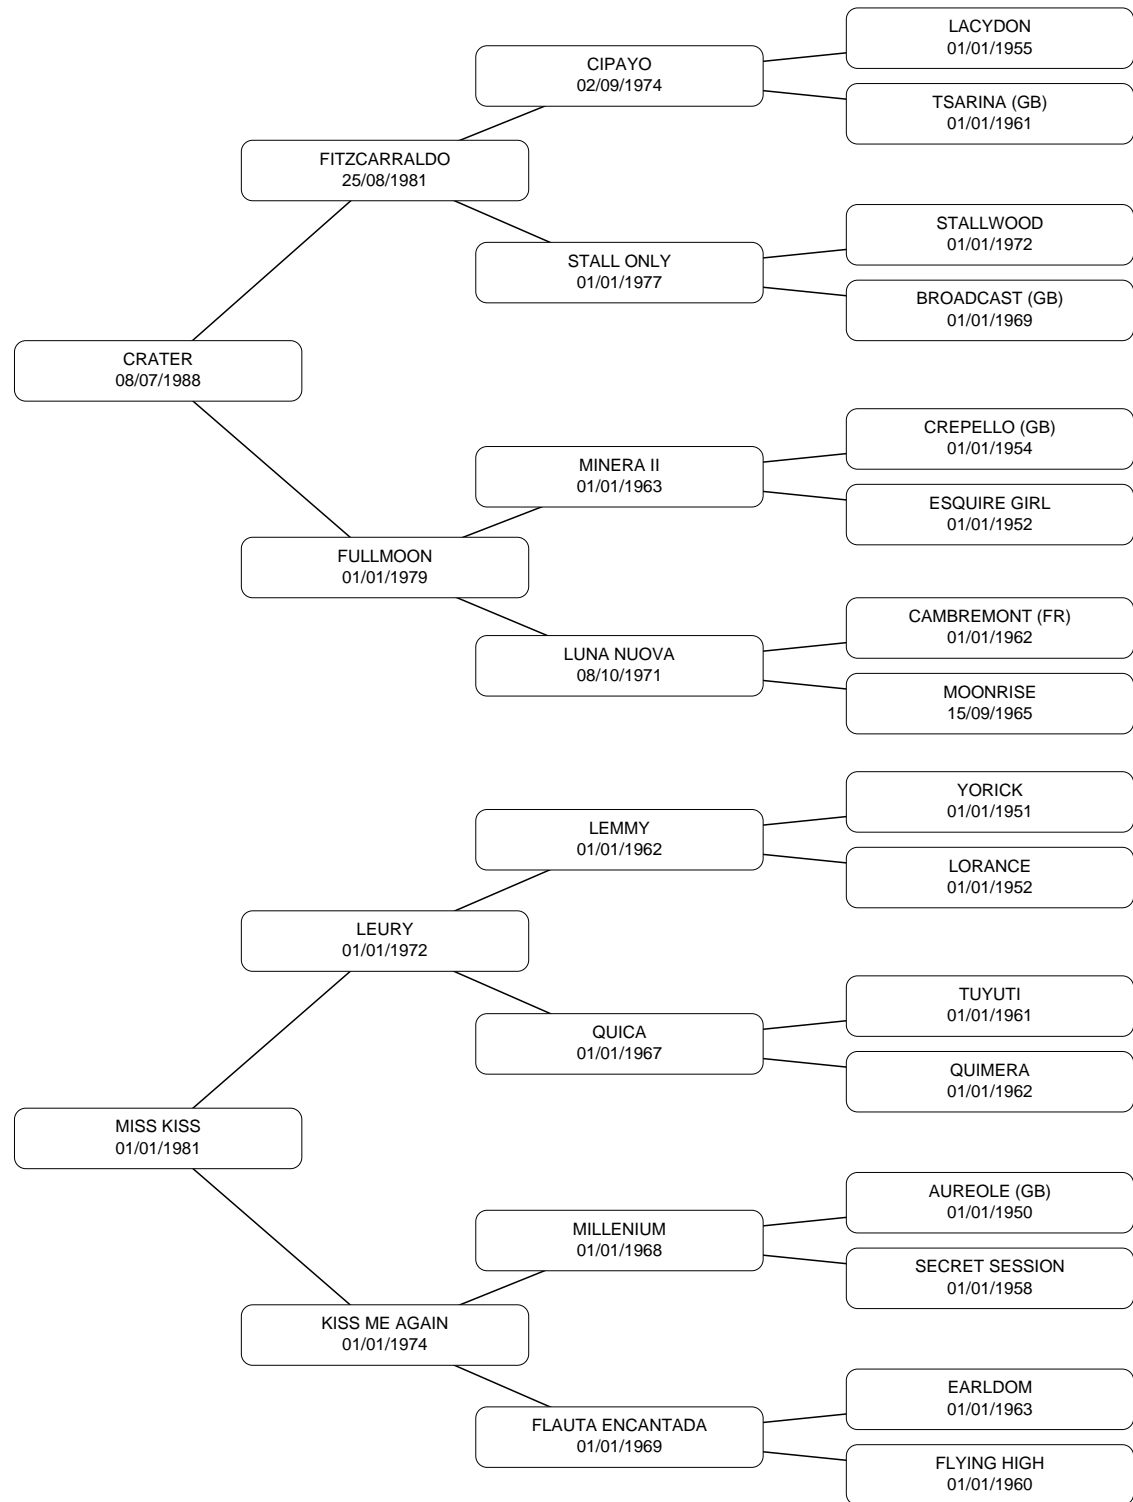 LACYDON
01/01/1955
CIPAYO
02/09/1974
TSARINA (GB)
01/01/1961
FITZCARRALDO
25/08/1981
STALLWOOD
01/01/1972
STALL ONLY
01/01/1977
BROADCAST (GB)
01/01/1969
CRATER
08/07/1988
CREPELLO (GB)
01/01/1954
MINERA II
01/01/1963
ESQUIRE GIRL
01/01/1952
FULLMOON
01/01/1979
CAMBREMONT (FR)
01/01/1962
LUNA NUOVA
08/10/1971
MOONRISE
15/09/1965
YORICK
01/01/1951
LEMMY
01/01/1962
LORANCE
01/01/1952
LEURY
01/01/1972
TUYUTI
01/01/1961
QUICA
01/01/1967
QUIMERA
01/01/1962
MISS KISS
01/01/1981
AUREOLE (GB)
01/01/1950
MILLENIUM
01/01/1968
SECRET SESSION
01/01/1958
KISS ME AGAIN
01/01/1974
EARLDOM
01/01/1963
FLAUTA ENCANTADA
01/01/1969
FLYING HIGH
01/01/1960